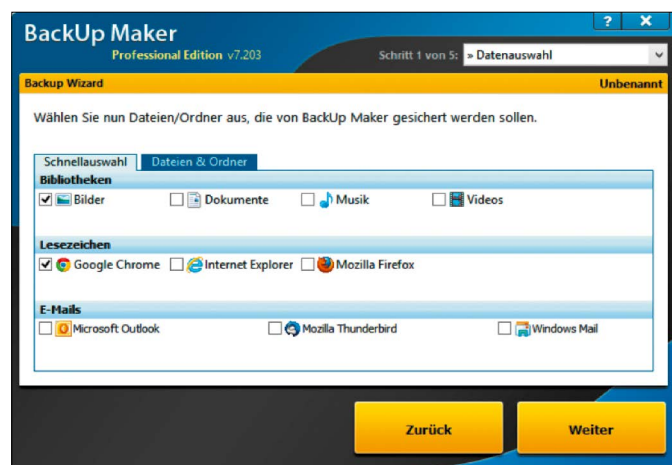 BackUp Maker
Professional Edition v7.203
? X
Schritt 1 von 5: » Datenauswahl
Backup Wizard Unbenannt
Wählen Sie nun Dateien/Ordner aus, die von BackUp Maker gesichert werden sollen.
Schnellauswahl Dateien & Ordner
Bibliotheken
Bilder Dokumente Musik Videos
Lesezeichen
Google Chrome Internet Explorer Mozilla Firefox
E-Mails
Microsoft Outlook Mozilla Thunderbird Windows Mail
Zurück Weiter